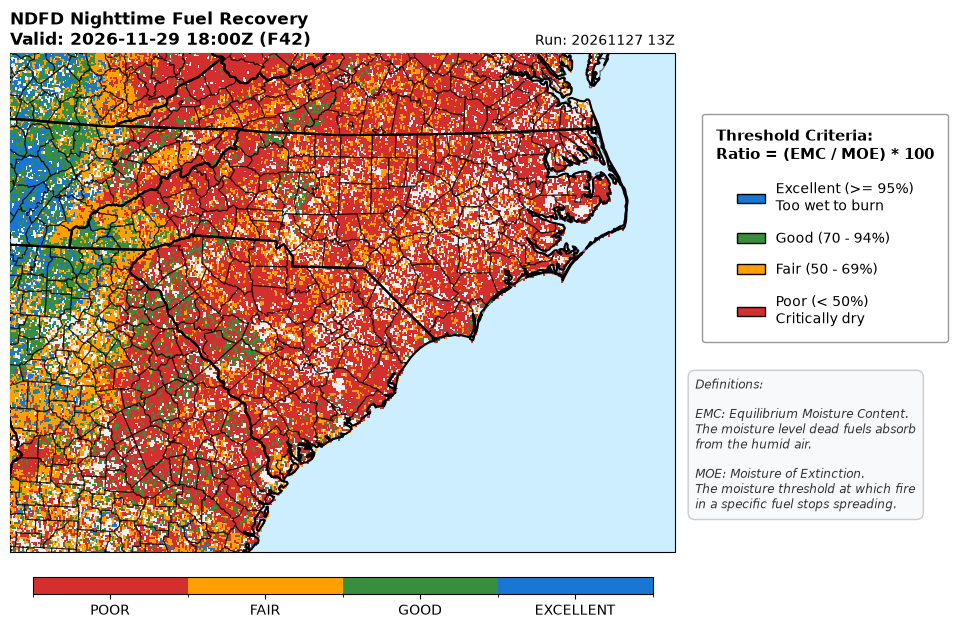 NDFD Nighttime Fuel Recovery
Valid: 2026-11-29 18:00Z (F42)
Run: 20261127 13Z
Threshold Criteria:
Ratio = (EMC / MOE) * 100
Excellent (>= 95%)
Too wet to burn
Good (70 - 94%)
Fair (50 - 69%)
Poor (< 50%)
Critically dry
Definitions:
EMC: Equilibrium Moisture Content.
The moisture level dead fuels absorb
from the humid air.
MOE: Moisture of Extinction.
The moisture threshold at which fire
in a specific fuel stops spreading.
POOR
FAIR
GOOD
EXCELLENT